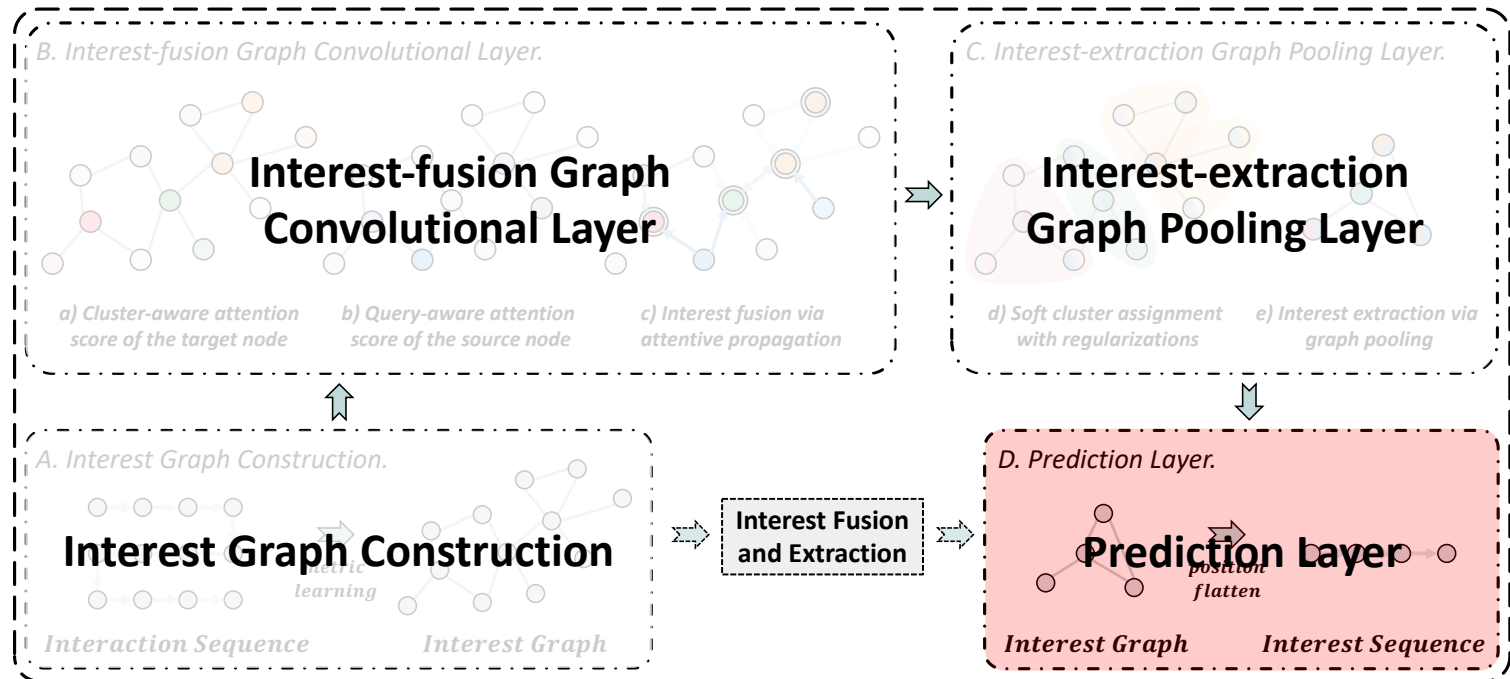 B. Interest-fusion Graph Convolutional Layer.
Interest-fusion Graph
Convolutional Layer
a) Cluster-aware attention
score of the target node
b) Query-aware attention
score of the source node
c) Interest fusion via
attentive propagation
C. Interest-extraction Graph Pooling Layer.
Interest-extraction
Graph Pooling Layer
d) Soft cluster assignment
with regularizations
e) Interest extraction via
graph pooling
A. Interest Graph Construction.
Interest Graph Construction
metric
learning
Interaction Sequence
Interest Graph
Interest Fusion
and Extraction
D. Prediction Layer.
Prediction Layer
position
flatten
Interest Graph
Interest Sequence